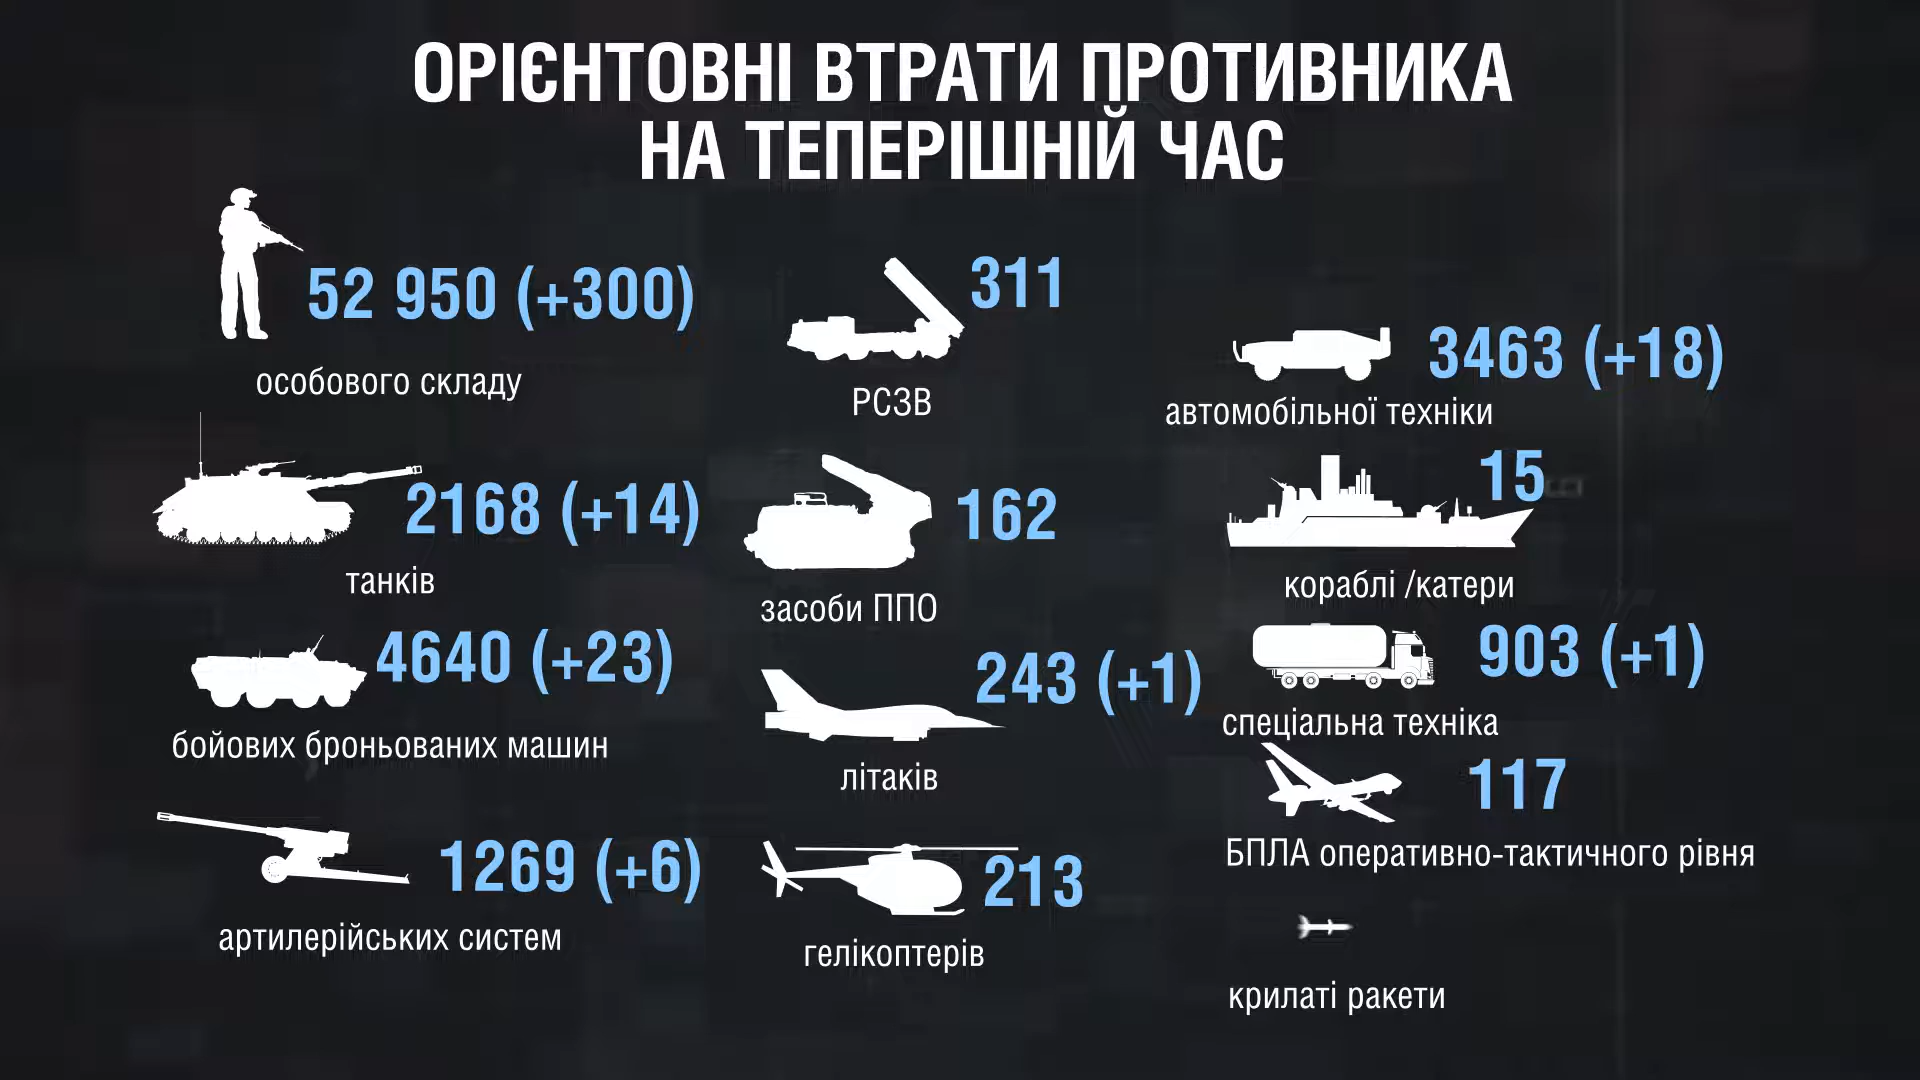 ОРІЄНТОВНІ ВТРАТИ ПРОТИВНИКА
НА ТЕПЕРІШНІЙ ЧАС
52 950 (+300)
особового складу
2168 (+14)
танків
4640 (+23)
бойових броньованих машин
1269 (+6)
артилерійських систем
311
РСЗВ
162
засоби ППО
243 (+1)
літаків
213
гелікоптерів
3463 (+18)
автомобільної техніки
15
кораблі /катери
903 (+1)
спеціальна техніка
117
БПЛА оперативно-тактичного рівня
крилаті ракети